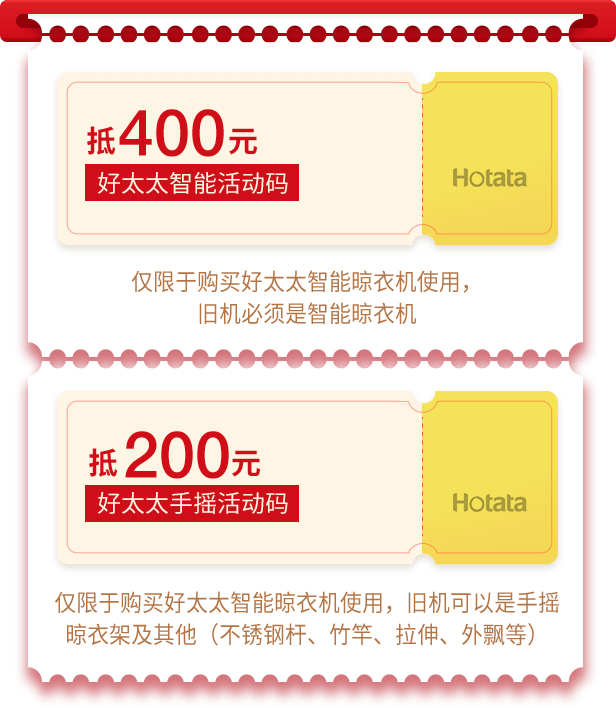 抵400元
好太太智能活动码
Hotata
仅限于购买好太太智能晾衣机使用，
旧机必须是智能晾衣机
抵200元
好太太手摇活动码
Hotata
仅限于购买好太太智能晾衣机使用，旧机可以是手摇
晾衣架及其他（不锈钢杆、竹竿、拉伸、外飘等）